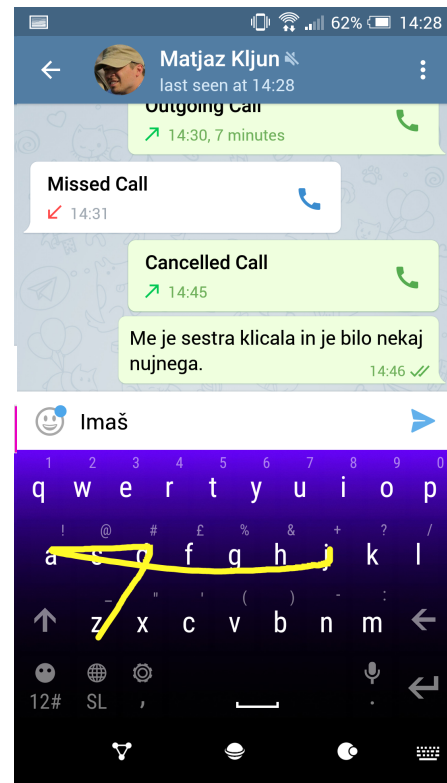 62% 14:28
Matjaz Kljun
last seen at 14:28
Outgoing Call
14:30, 7 minutes
Missed Call
14:31
Cancelled Call
14:45
Me je sestra klicala in je bilo nekaj
nujnega.
14:46
Imaš
1 2 3 4 5 6 7 8 9 0
q w e r t y u i o p
! @ # £ % & + ? /
a s d f g h j k l
_ " ' ( ) - :
z x c v b n m
12# SL , .